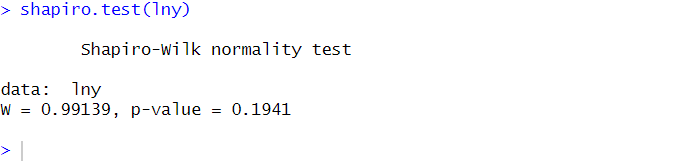 > shapiro.test(lny)
Shapiro-Wilk normality test
data:  lny
W = 0.99139, p-value = 0.1941
>